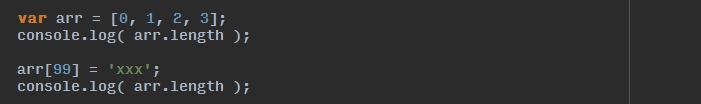 var arr = [0, 1, 2, 3];
console.log( arr.length );
arr[99] = 'xxx';
console.log( arr.length );